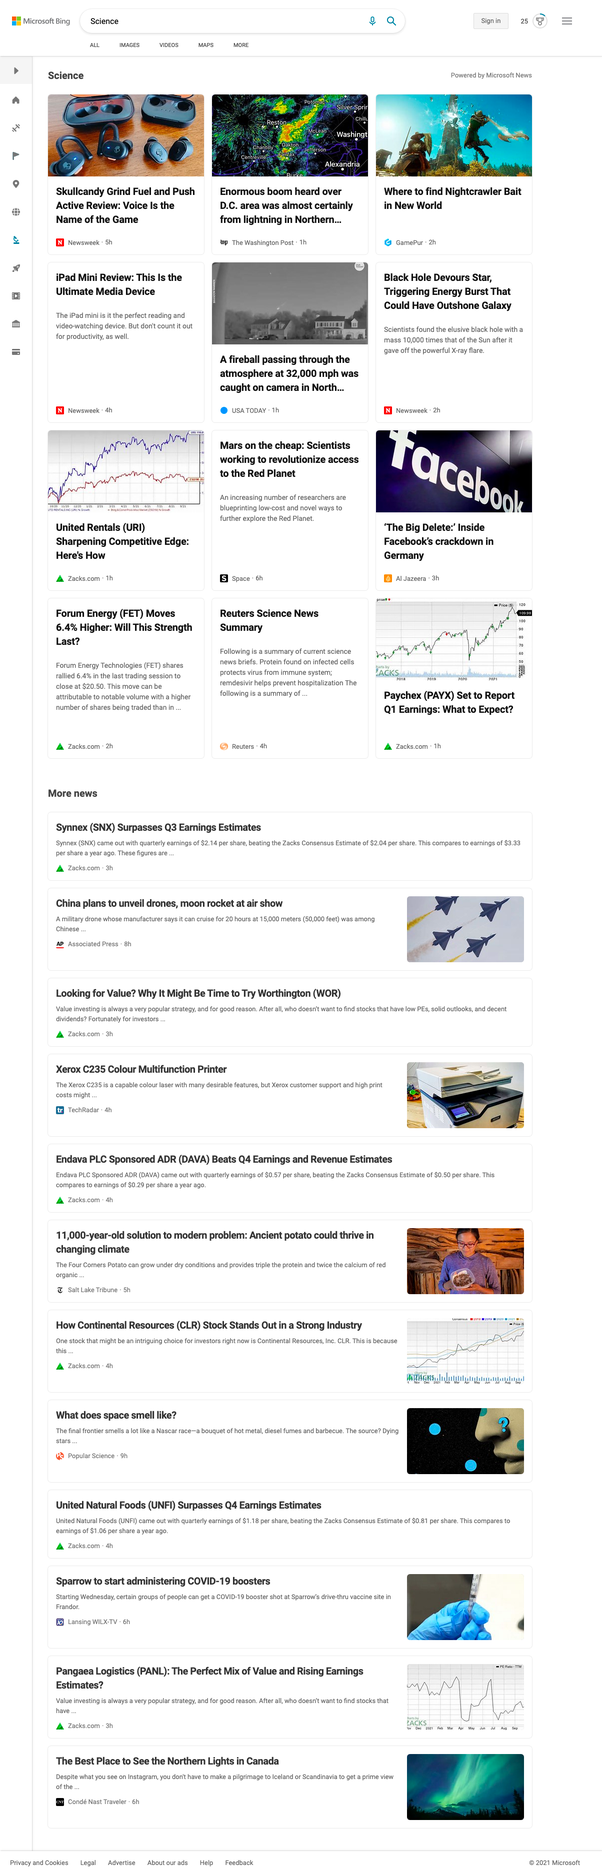 Microsoft Bing
Science
Sign in
25
ALL IMAGES VIDEOS MAPS MORE
Science
Powered by Microsoft News
Reston
McLean
Oakton
Chantilly
Centreville
Jefferson
Washingt
Alexandria
Silver Sprin
Skullcandy Grind Fuel and Push
Active Review: Voice Is the
Name of the Game
Newsweek · 5h
Enormous boom heard over
D.C. area was almost certainly
from lightning in Northern...
The Washington Post · 1h
Where to find Nightcrawler Bait
in New World
GamePur · 2h
iPad Mini Review: This Is the
Ultimate Media Device
The iPad mini is it the perfect reading and
video-watching device. But don't count it out
for productivity, as well.
Newsweek · 4h
A fireball passing through the
atmosphere at 32,000 mph was
caught on camera in North...
USA TODAY · 1h
Black Hole Devours Star,
Triggering Energy Burst That
Could Have Outshone Galaxy
Scientists found the elusive black hole with a
mass 10,000 times that of the Sun after it
gave off the powerful X-ray flare.
Newsweek · 2h
United Rentals (URI)
Sharpening Competitive Edge:
Here's How
Zacks.com · 1h
Mars on the cheap: Scientists
working to revolutionize access
to the Red Planet
An increasing number of researchers are
blueprinting low-cost and novel ways to
further explore the Red Planet.
Space · 6h
facebook
'The Big Delete:' Inside
Facebook's crackdown in
Germany
Al Jazeera · 3h
Forum Energy (FET) Moves
6.4% Higher: Will This Strength
Last?
Forum Energy Technologies (FET) shares
rallied 6.4% in the last trading session to
close at $20.50. This move can be
attributable to notable volume with a higher
number of shares being traded than in ...
Zacks.com · 2h
Reuters Science News
Summary
Following is a summary of current science
news briefs. Protein found on infected cells
protects virus from immune system;
remdesivir helps prevent hospitalization The
following is a summary of ...
Reuters · 4h
Paychex (PAYX) Set to Report
Q1 Earnings: What to Expect?
Zacks.com · 1h
More news
Synnex (SNX) Surpasses Q3 Earnings Estimates
Synnex (SNX) came out with quarterly earnings of $2.14 per share, beating the Zacks Consensus Estimate of $2.04 per share. This compares to earnings of $3.33
per share a year ago. These figures are ...
Zacks.com · 3h
China plans to unveil drones, moon rocket at air show
A military drone whose manufacturer says it can cruise for 20 hours at 15,000 meters (50,000 feet) was among
Chinese ...
AP Associated Press · 8h
Looking for Value? Why It Might Be Time to Try Worthington (WOR)
Value investing is always a very popular strategy, and for good reason. After all, who doesn't want to find stocks that have low PEs, solid outlooks, and decent
dividends? Fortunately for investors ...
Zacks.com · 3h
Xerox C235 Colour Multifunction Printer
The Xerox C235 is a capable colour laser with many desirable features, but Xerox customer support and high print
costs might ...
tr TechRadar · 4h
Endava PLC Sponsored ADR (DAVA) Beats Q4 Earnings and Revenue Estimates
Endava PLC Sponsored ADR (DAVA) came out with quarterly earnings of $0.57 per share, beating the Zacks Consensus Estimate of $0.50 per share. This
compares to earnings of $0.29 per share a year ago.
Zacks.com · 4h
11,000-year-old solution to modern problem: Ancient potato could thrive in
changing climate
The Four Corners Potato can grow under dry conditions and provides triple the protein and twice the calcium of red
organic ...
Salt Lake Tribune · 5h
How Continental Resources (CLR) Stock Stands Out in a Strong Industry
One stock that might be an intriguing choice for investors right now is Continental Resources, Inc. CLR. This is because
this ...
Zacks.com · 4h
What does space smell like?
The final frontier smells a lot like a Nascar race—a bouquet of hot metal, diesel fumes and barbecue. The source? Dying
stars ...
Popular Science · 9h
United Natural Foods (UNFI) Surpasses Q4 Earnings Estimates
United Natural Foods (UNFI) came out with quarterly earnings of $1.18 per share, beating the Zacks Consensus Estimate of $0.81 per share. This compares to
earnings of $1.06 per share a year ago.
Zacks.com · 4h
Sparrow to start administering COVID-19 boosters
Starting Wednesday, certain groups of people can get a COVID-19 booster shot at Sparrow's drive-thru vaccine site in
Frandor.
Lansing WILX-TV · 6h
Pangaea Logistics (PANL): The Perfect Mix of Value and Rising Earnings
Estimates?
Value investing is always a very popular strategy, and for good reason. After all, who doesn't want to find stocks that
have ...
Zacks.com · 3h
ZACKS
The Best Place to See the Northern Lights in Canada
Despite what you see on Instagram, you don't have to make a pilgrimage to Iceland or Scandinavia to get a prime view
of the ...
Condé Nast Traveler · 6h
Privacy and Cookies Legal Advertise About our ads Help Feedback © 2021 Microsoft